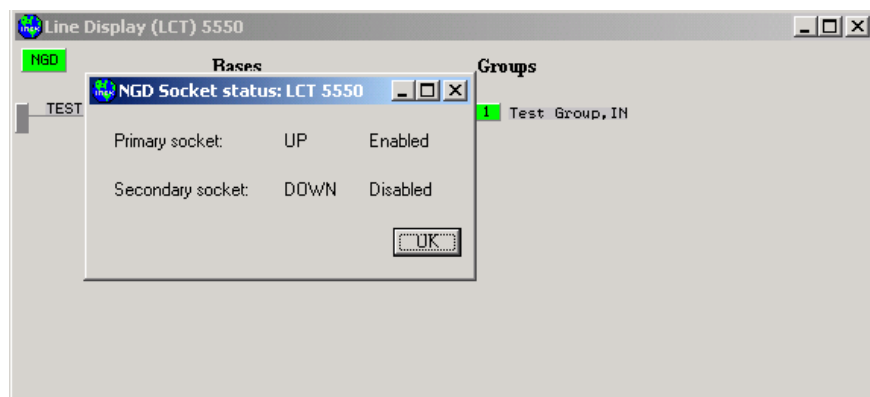 Line Display (LCT) 5550
NGD
Bases
Groups
NGD Socket status: LCT 5550
TEST
1 Test Group,IN
Primary socket: UP Enabled
Secondary socket: DOWN Disabled
OK